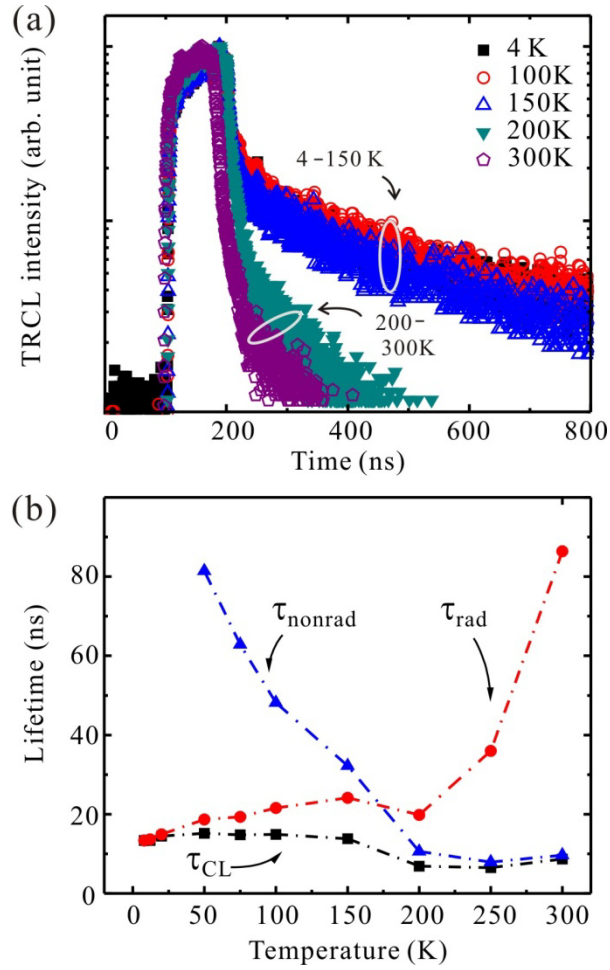 (a)
TRCL intensity (arb. unit)
4 K
100K
150K
200K
300K
4-150 K
200-
300K
0 200 400 600 800
Time (ns)
(b)
80
60
40
20
0
Lifetime (ns)
τnonrad
τrad
τCL
0 50 100 150 200 250 300
Temperature (K)